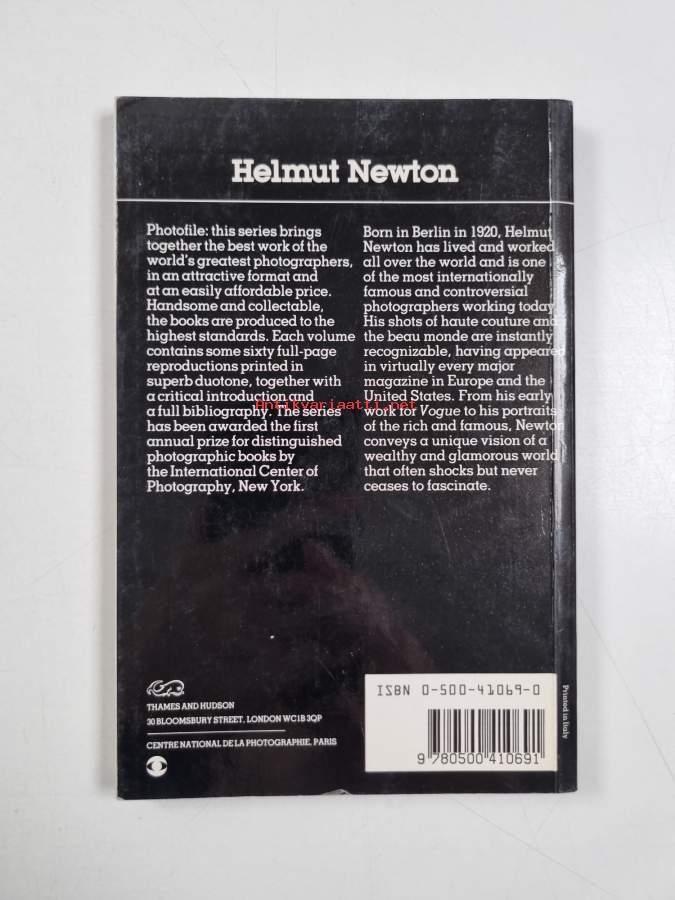 Helmut Newton
Photofile: this series brings
together the best work of the
world's greatest photographers,
in an attractive format and
at an easily affordable price.
Handsome and collectable,
the books are produced to the
highest standards. Each volume
contains some sixty full-page
reproductions printed in
superb duotone, together with
a critical introduction and
a full bibliography. The series
has been awarded the first
annual prize for distinguished
photographic books by
the International Center of
Photography, New York.
Born in Berlin in 1920, Helmut
Newton has lived and worked
all over the world and is one
of the most internationally
famous and controversial
photographers working today.
His shots of haute couture and
the beau monde are instantly
recognizable, having appeared
in virtually every major
magazine in Europe and the
United States. From his early
work for Vogue to his portraits
of the rich and famous, Newton
conveys a unique vision of a
wealthy and glamorous world
that often shocks but never
ceases to fascinate.
Antikvariaatti.net
THAMES AND HUDSON
30 BLOOMSBURY STREET, LONDON WC1B 3QP
CENTRE NATIONAL DE LA PHOTOGRAPHIE, PARIS
ISBN 0-500-41069-0
9 780500 410691
Printed in Italy